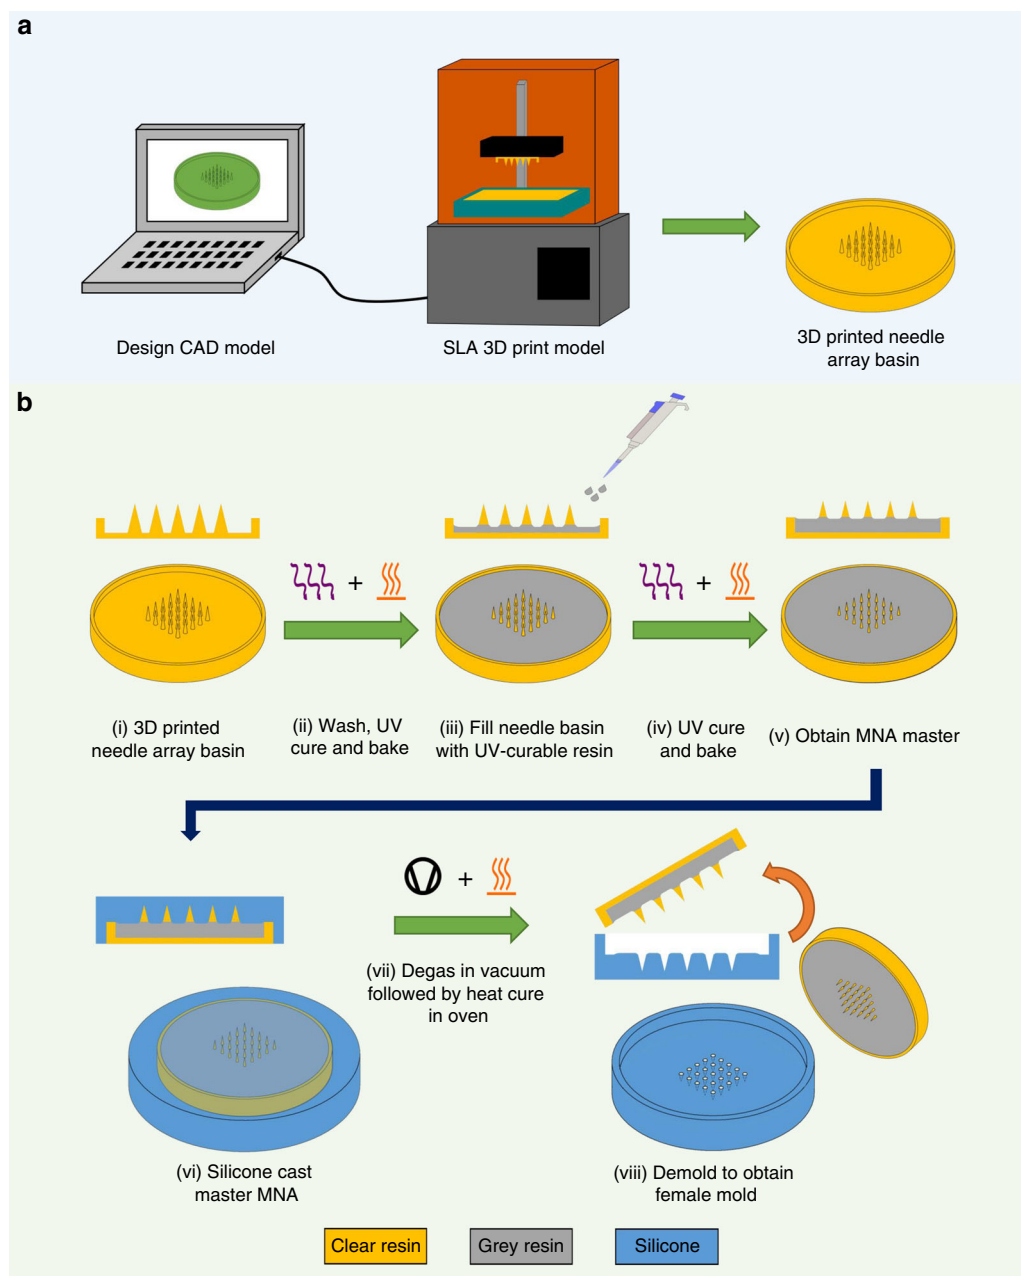 a
Design CAD model
SLA 3D print model
3D printed needle
array basin
b
(i) 3D printed
needle array basin
(ii) Wash, UV
cure and bake
(iii) Fill needle basin
with UV-curable resin
(iv) UV cure
and bake
(v) Obtain MNA master
(vi) Silicone cast
master MNA
(vii) Degas in vacuum
followed by heat cure
in oven
(viii) Demold to obtain
female mold
Clear resin
Grey resin
Silicone